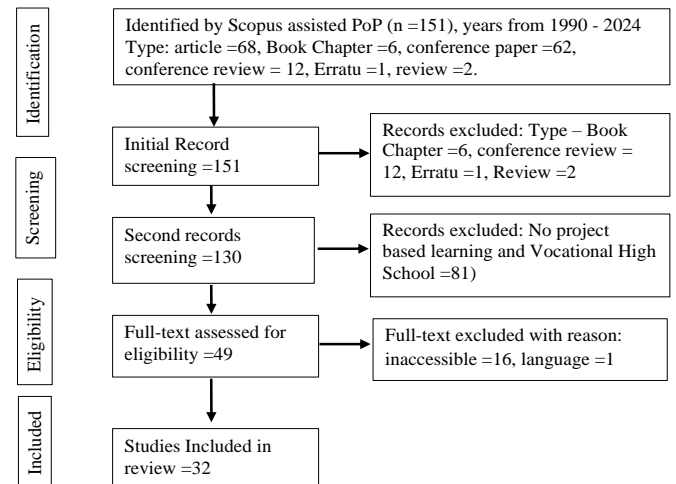 Identification
Identified by Scopus assisted PoP (n =151), years from 1990 - 2024
Type: article =68, Book Chapter =6, conference paper =62,
conference review = 12, Erratu =1, review =2.
Initial Record
screening =151
Records excluded: Type – Book
Chapter =6, conference review =
12, Erratu =1, Review =2
Screening
Second records
screening =130
Records excluded: No project
based learning and Vocational High
School =81)
Eligibility
Full-text assessed for
eligibility =49
Full-text excluded with reason:
inaccessible =16, language =1
Included
Studies Included in
review =32